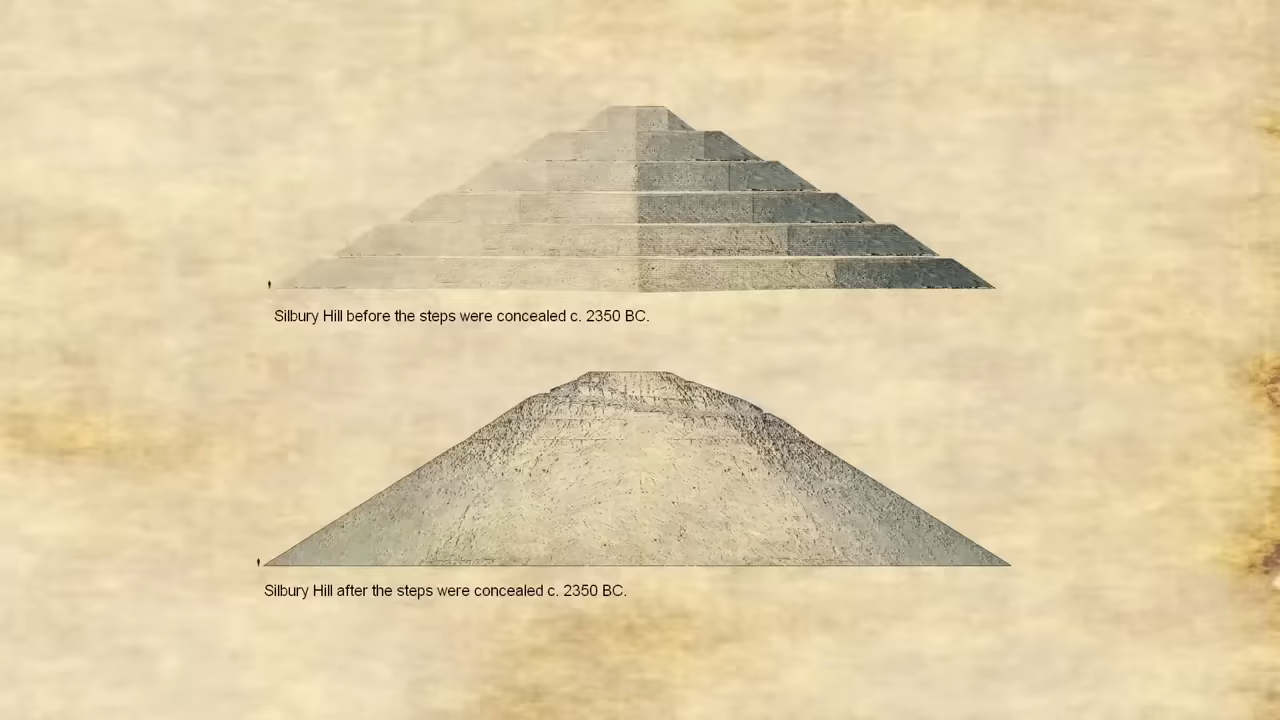 Silbury Hill before the steps were concealed c. 2350 BC.
Silbury Hill after the steps were concealed c. 2350 BC.